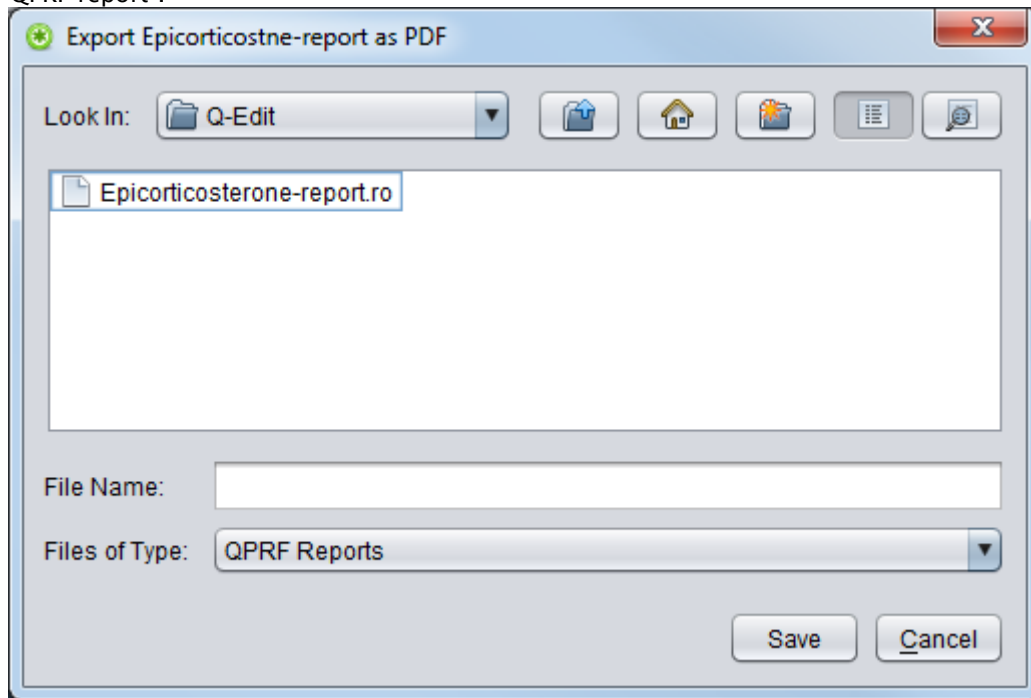 Export Epicorticostne-report as PDF
Look In: Q-Edit
Epicorticosterone-report.ro
File Name:
Files of Type: QPRF Reports
Save Cancel